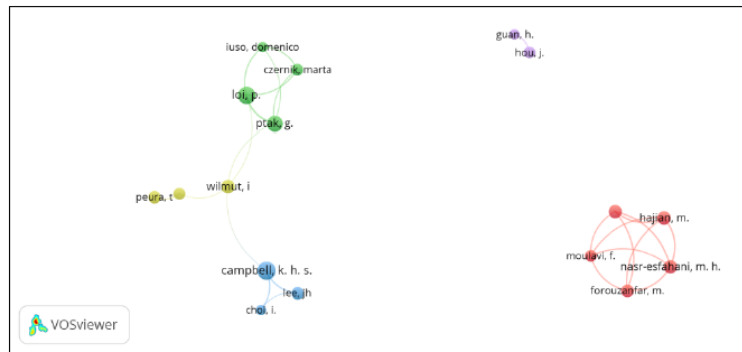 guan, h.
hou, j.
iuso, domenico
czernik, marta
loi, p.
ptak, g.
wilmut, i
peura, t
hajian, m.
moulavi, f.
nasr-esfahani, m. h.
forouzanfar, m.
campbell, k. h. s.
lee, jh
choi, i.
VOSviewer